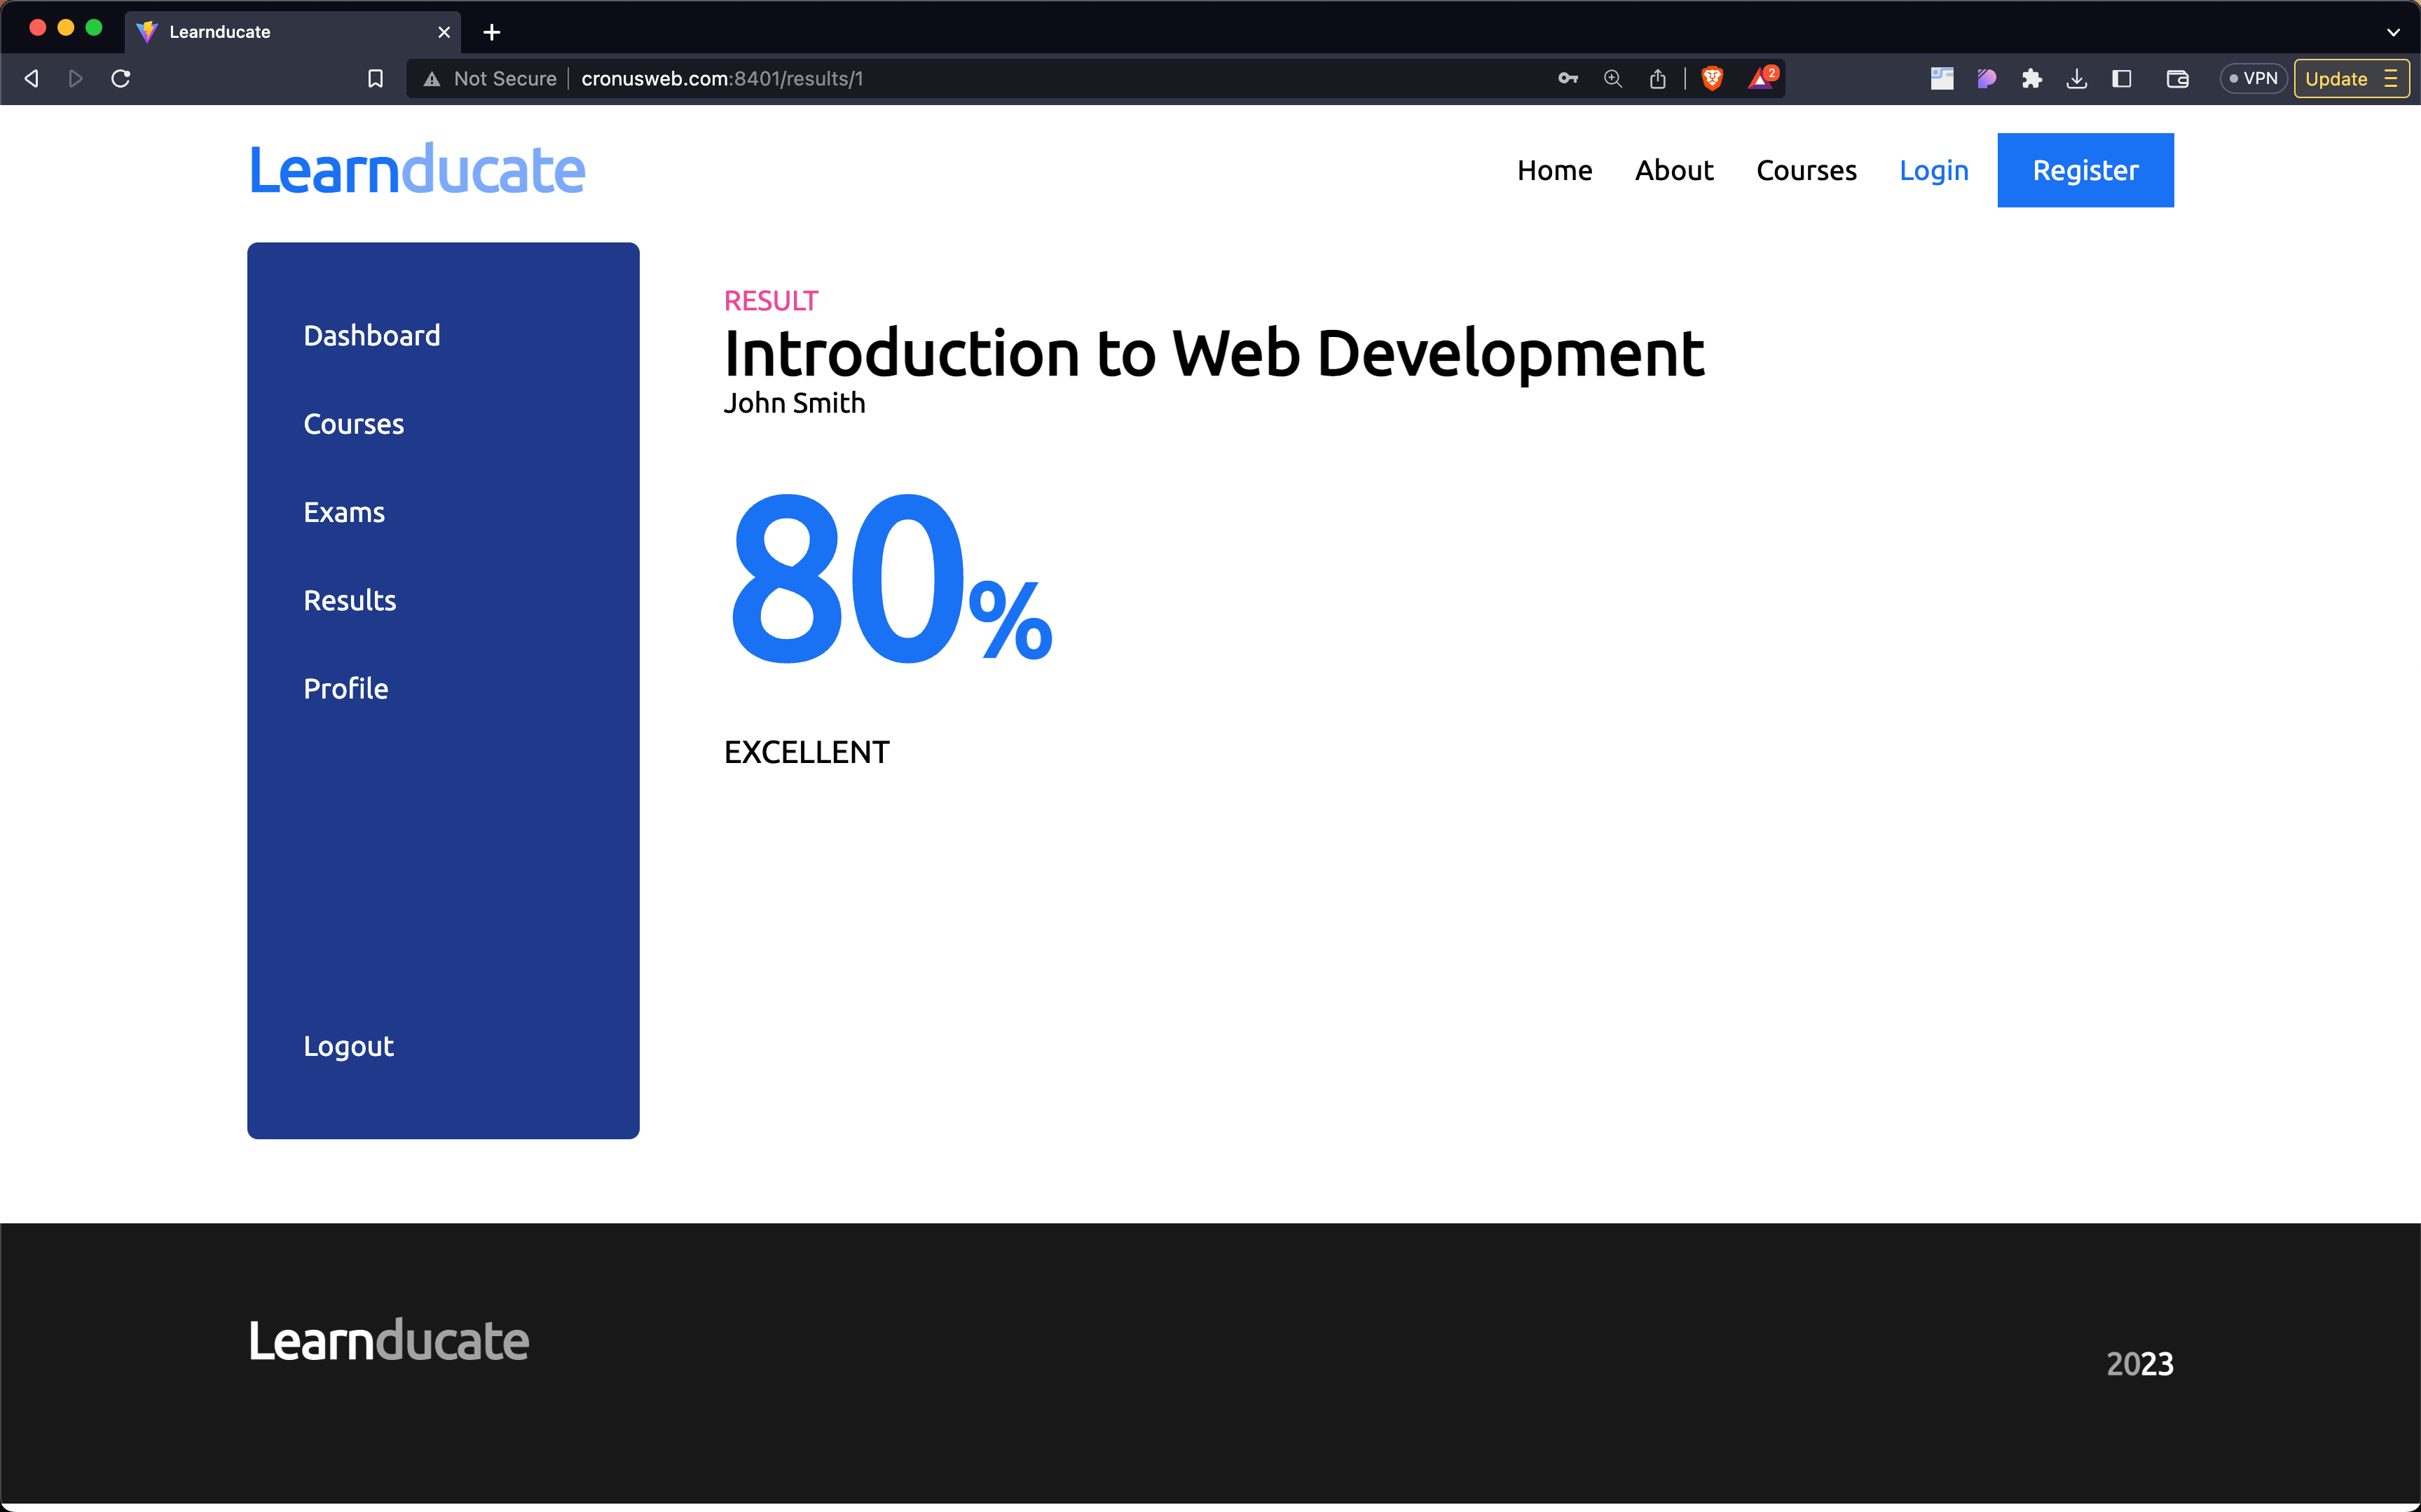 Learnducate
Not Secure cronusweb.com:8401/results/1
2
VPN
Update
Learnducate
Home About Courses Login Register
Dashboard
Courses
Exams
Results
Profile
Logout
RESULT
Introduction to Web Development
John Smith
80%
EXCELLENT
Learnducate
2023